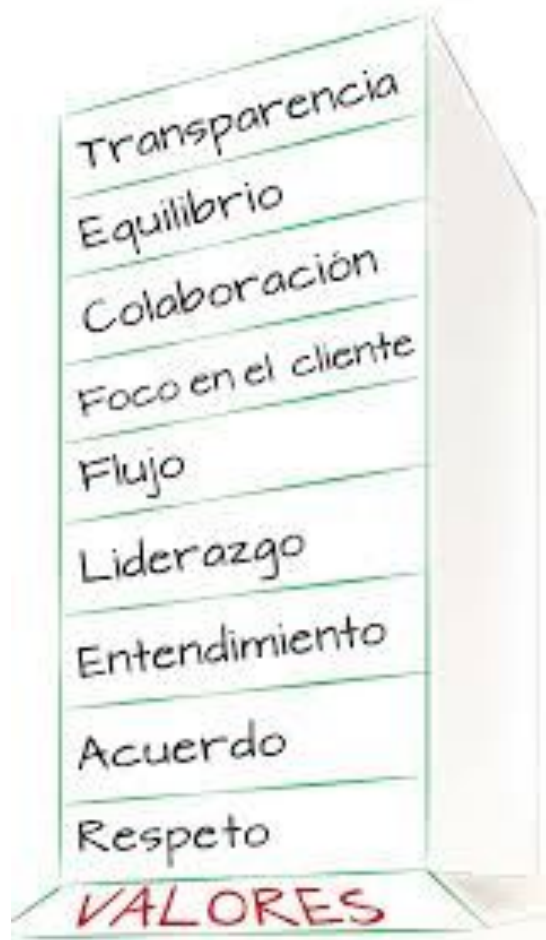 Transparencia
Equilibrio
Colaboración
Foco en el cliente
Flujo
Liderazgo
Entendimiento
Acuerdo
Respeto
VALORES